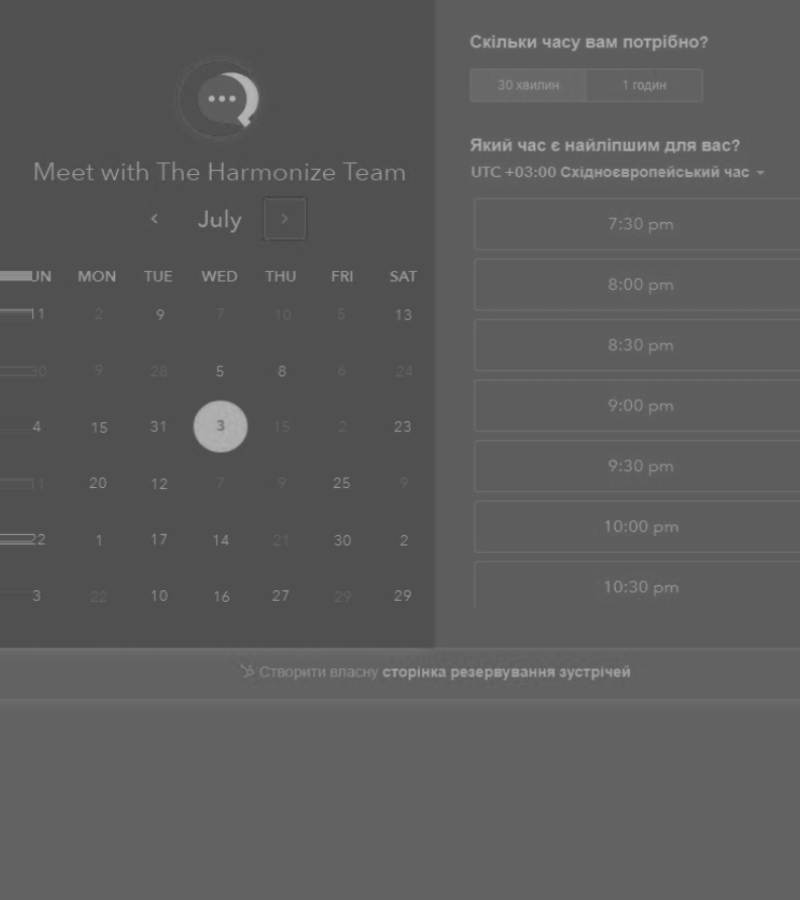 Meet with The Harmonize Team
July
UN MON TUE WED THU FRI SAT
11 2 9 7 10 5 13
30 9 28 5 8 6 24
4 15 31 3 15 2 23
11 20 12 7 9 25 9
22 1 17 14 21 30 2
3 22 10 16 27 29 29
Скільки часу вам потрібно?
30 хвилин 1 годин
Який час є найліпшим для вас?
UTC +03:00 Східноєвропейський час
7:30 pm
8:00 pm
8:30 pm
9:00 pm
9:30 pm
10:00 pm
10:30 pm
Створити власну сторінка резервування зустрічей